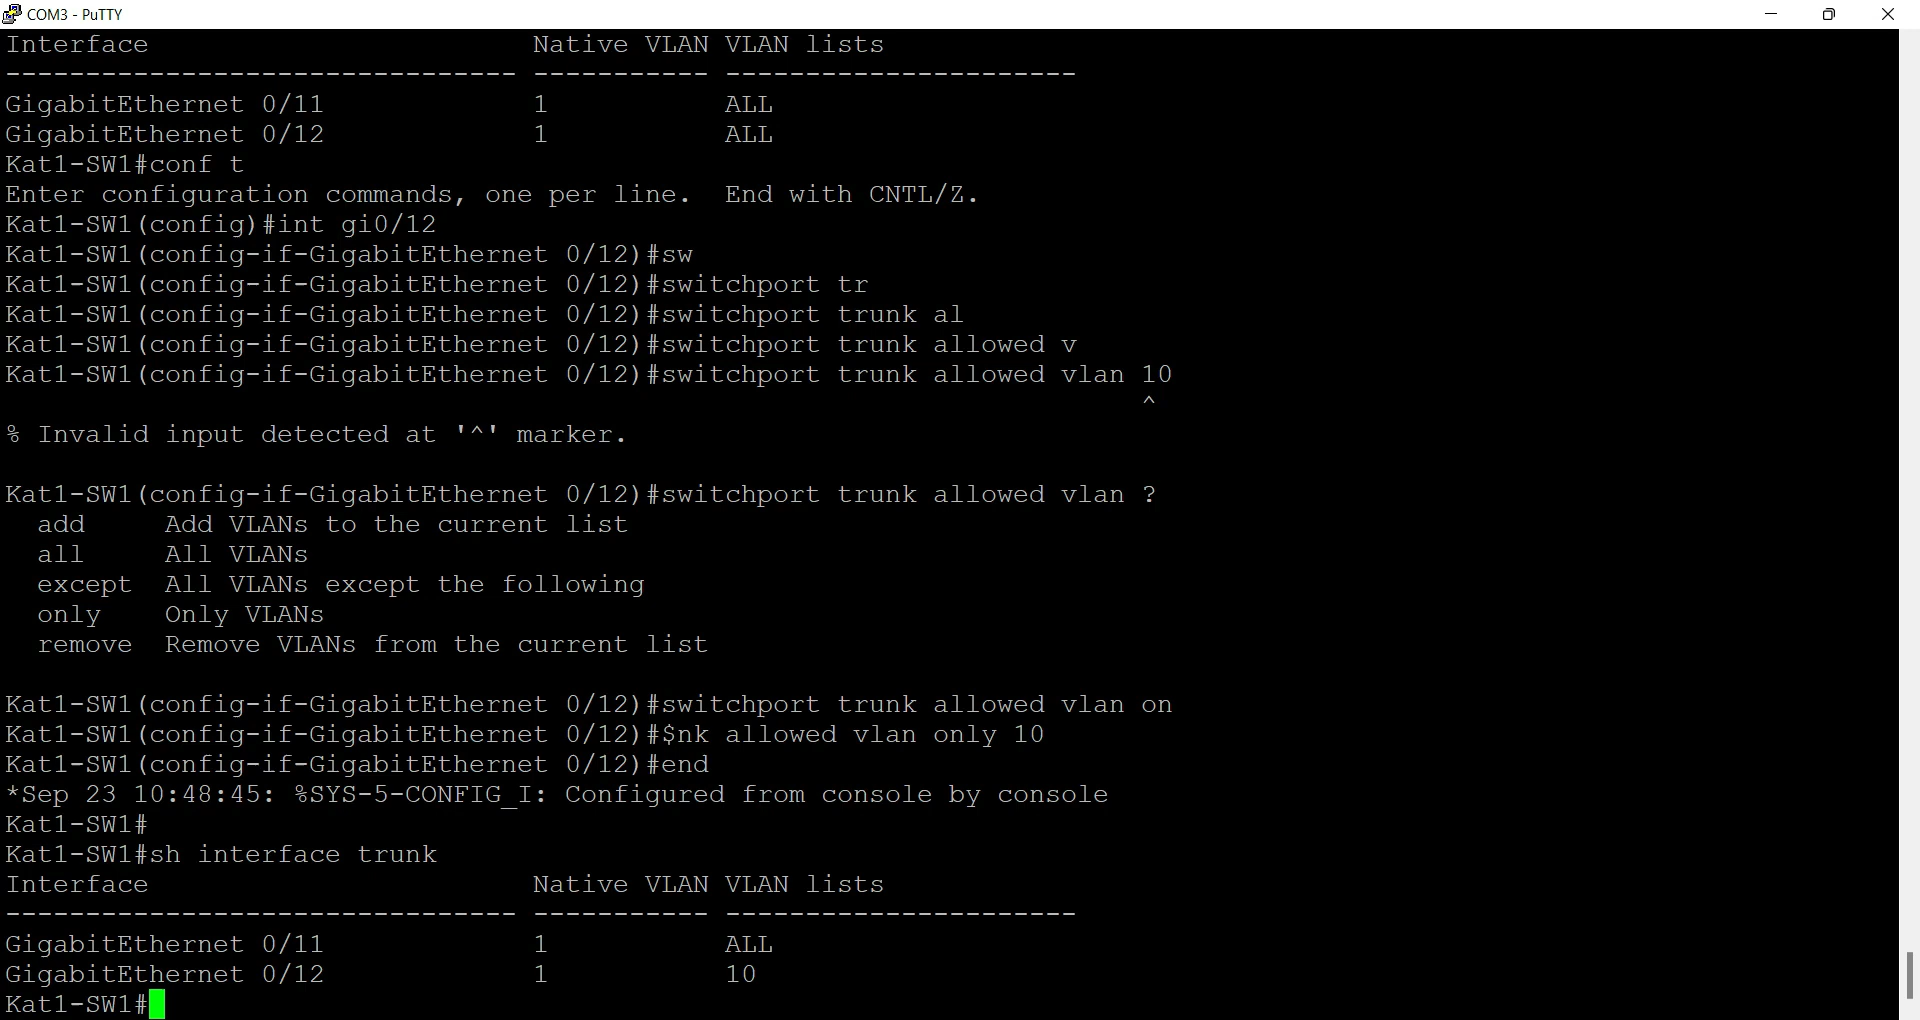 COM3 - PuTTY
Interface                        Native VLAN VLAN lists
-------------------------------- ----------- ----------------------
GigabitEthernet 0/11             1           ALL
GigabitEthernet 0/12             1           ALL
Kat1-SW1#conf t
Enter configuration commands, one per line.  End with CNTL/Z.
Kat1-SW1(config)#int gi0/12
Kat1-SW1(config-if-GigabitEthernet 0/12)#sw
Kat1-SW1(config-if-GigabitEthernet 0/12)#switchport tr
Kat1-SW1(config-if-GigabitEthernet 0/12)#switchport trunk al
Kat1-SW1(config-if-GigabitEthernet 0/12)#switchport trunk allowed v
Kat1-SW1(config-if-GigabitEthernet 0/12)#switchport trunk allowed vlan 10
                                                                       ^
% Invalid input detected at '^' marker.

Kat1-SW1(config-if-GigabitEthernet 0/12)#switchport trunk allowed vlan ?
  add     Add VLANs to the current list
  all     All VLANs
  except  All VLANs except the following
  only    Only VLANs
  remove  Remove VLANs from the current list

Kat1-SW1(config-if-GigabitEthernet 0/12)#switchport trunk allowed vlan on
Kat1-SW1(config-if-GigabitEthernet 0/12)#$nk allowed vlan only 10
Kat1-SW1(config-if-GigabitEthernet 0/12)#end
*Sep 23 10:48:45: %SYS-5-CONFIG_I: Configured from console by console
Kat1-SW1#
Kat1-SW1#sh interface trunk
Interface                        Native VLAN VLAN lists
-------------------------------- ----------- ----------------------
GigabitEthernet 0/11             1           ALL
GigabitEthernet 0/12             1           10
Kat1-SW1#